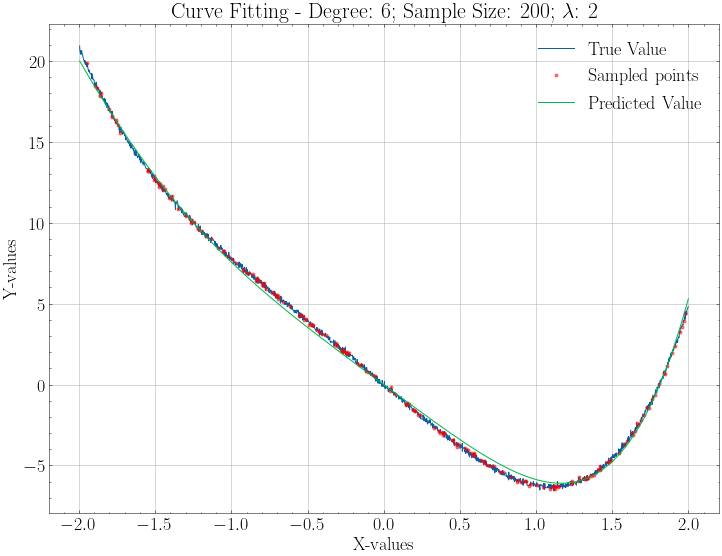 Curve Fitting - Degree: 6; Sample Size: 200; λ: 2
True Value
Sampled points
Predicted Value
Y-values
20
15
10
5
0
−5
−2.0 −1.5 −1.0 −0.5 0.0 0.5 1.0 1.5 2.0
X-values